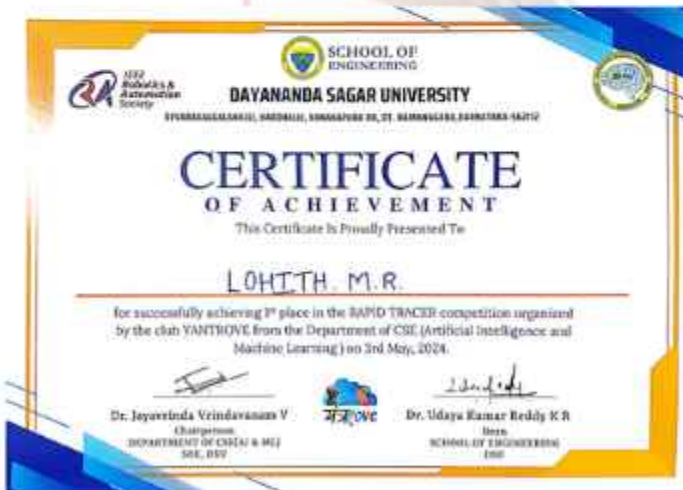 SCHOOL OF
ENGINEERING
IEEE
Robotics &
Automation
Society
DAYANANDA SAGAR UNIVERSITY
CERTIFICATE
OF ACHIEVEMENT
This Certificate Is Proudly Presented To
LOHITH. M.R.
for successfully achieving place in the RAPID TRACER competition organized
by the club YANTROVE from the Department of CSE (Artificial Intelligence and
Machine Learning) on 3rd May, 2024.
Dr. Jayavrinda Vrindavanam V
Chairperson
DEPARTMENT OF CSE(AI & ML)
SOE, DSU
Dr. Udaya Kumar Reddy K R
Dean
SCHOOL OF ENGINEERING
DSU